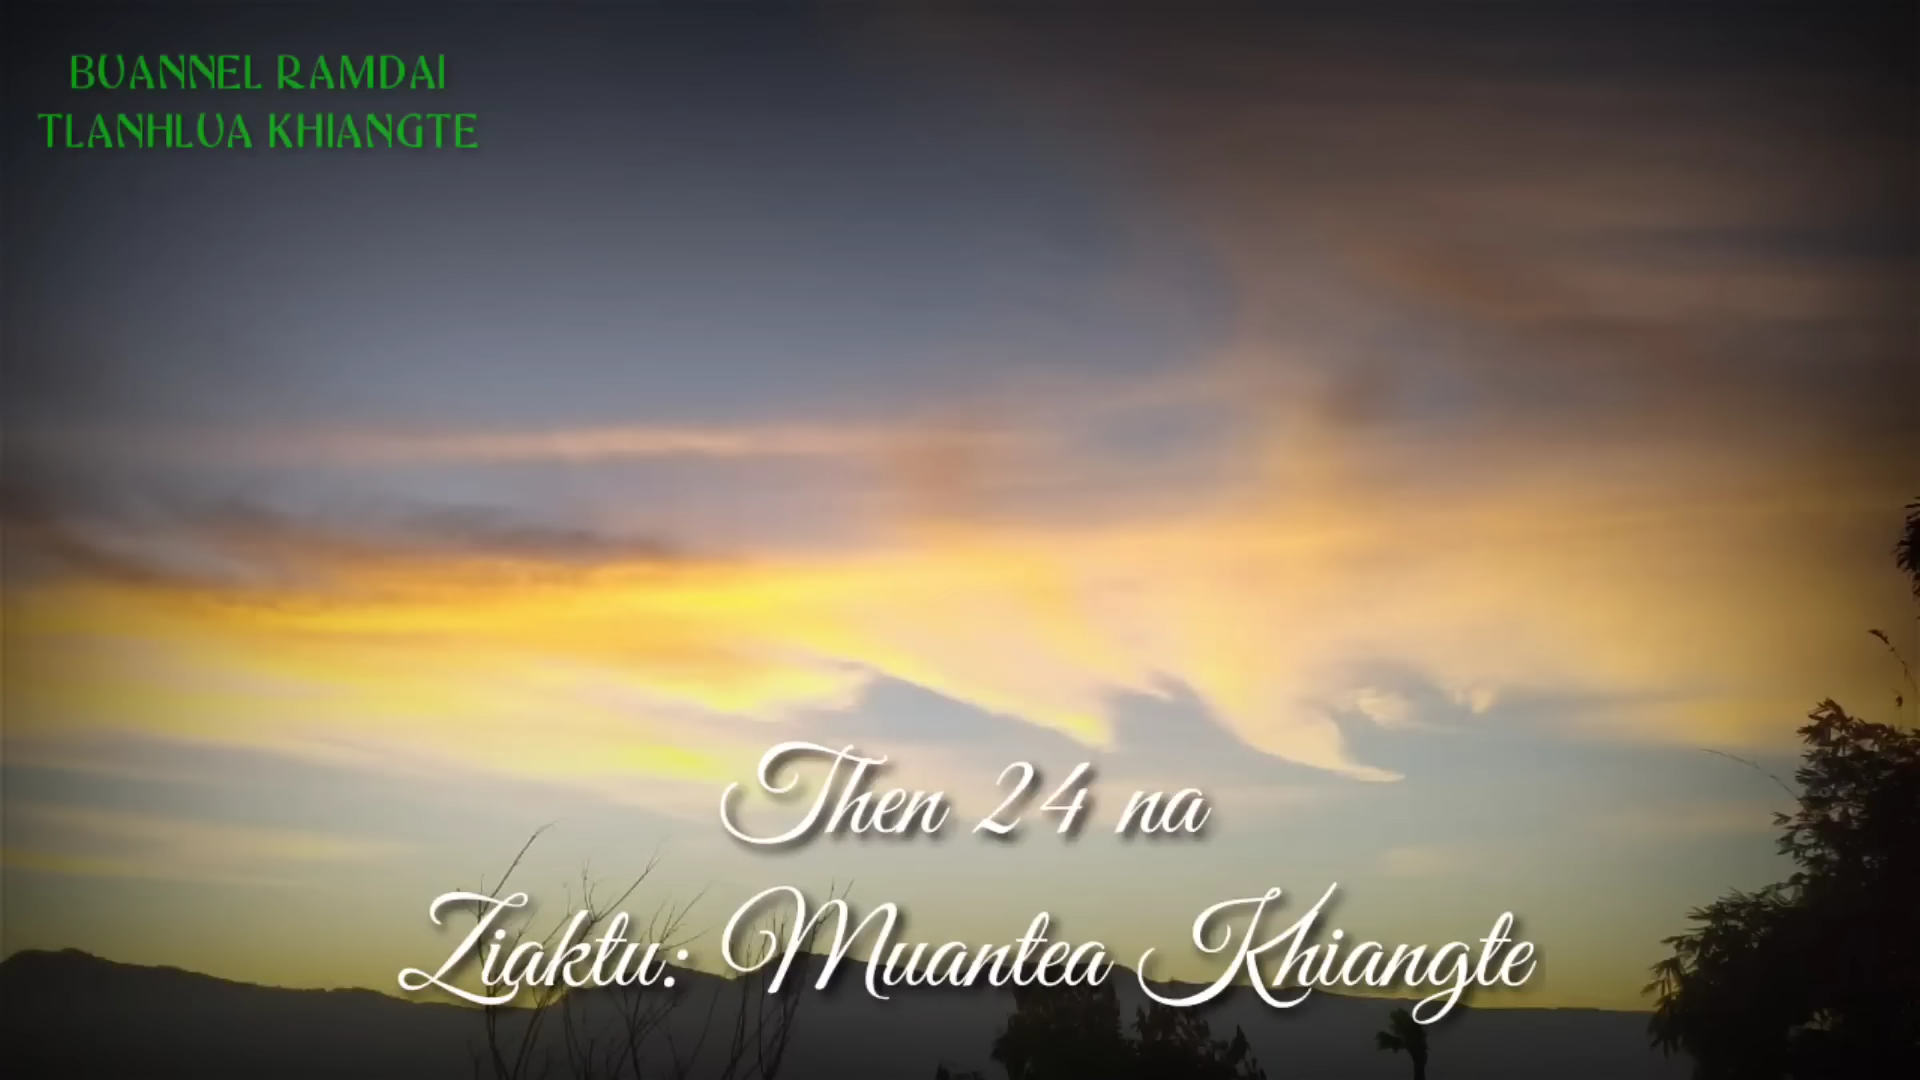 BUANNEL RAMDAI
TLANHLUA KHIANGTE
Then 24 na
Ziaktu: Muantea Khiangte